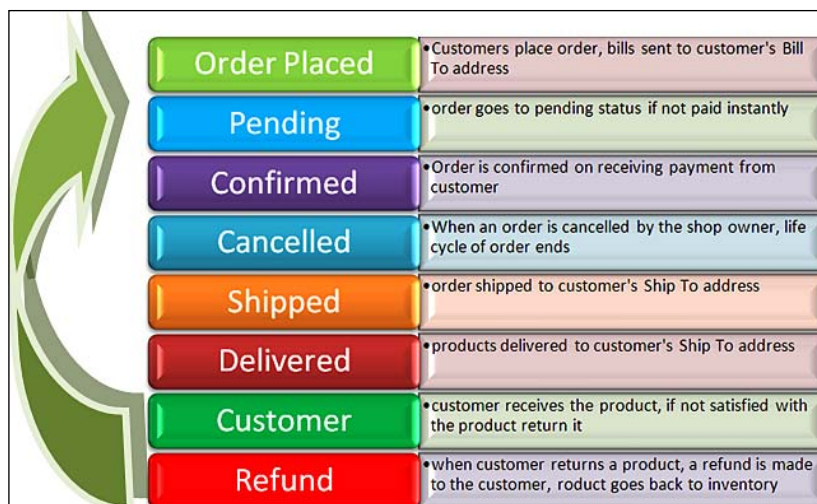 Order Placed
•Customers place order, bills sent to customer's Bill
To address
Pending
•order goes to pending status if not paid instantly
Confirmed
•Order is confirmed on receiving payment from
customer
Cancelled
•When an order is cancelled by the shop owner, life
cycle of order ends
Shipped
•order shipped to customer's Ship To address
Delivered
•products delivered to customer's Ship To address
Customer
•customer receives the product, if not satisfied with
the product return it
Refund
•when customer returns a product, a refund is made
to the customer, roduct goes back to inventory